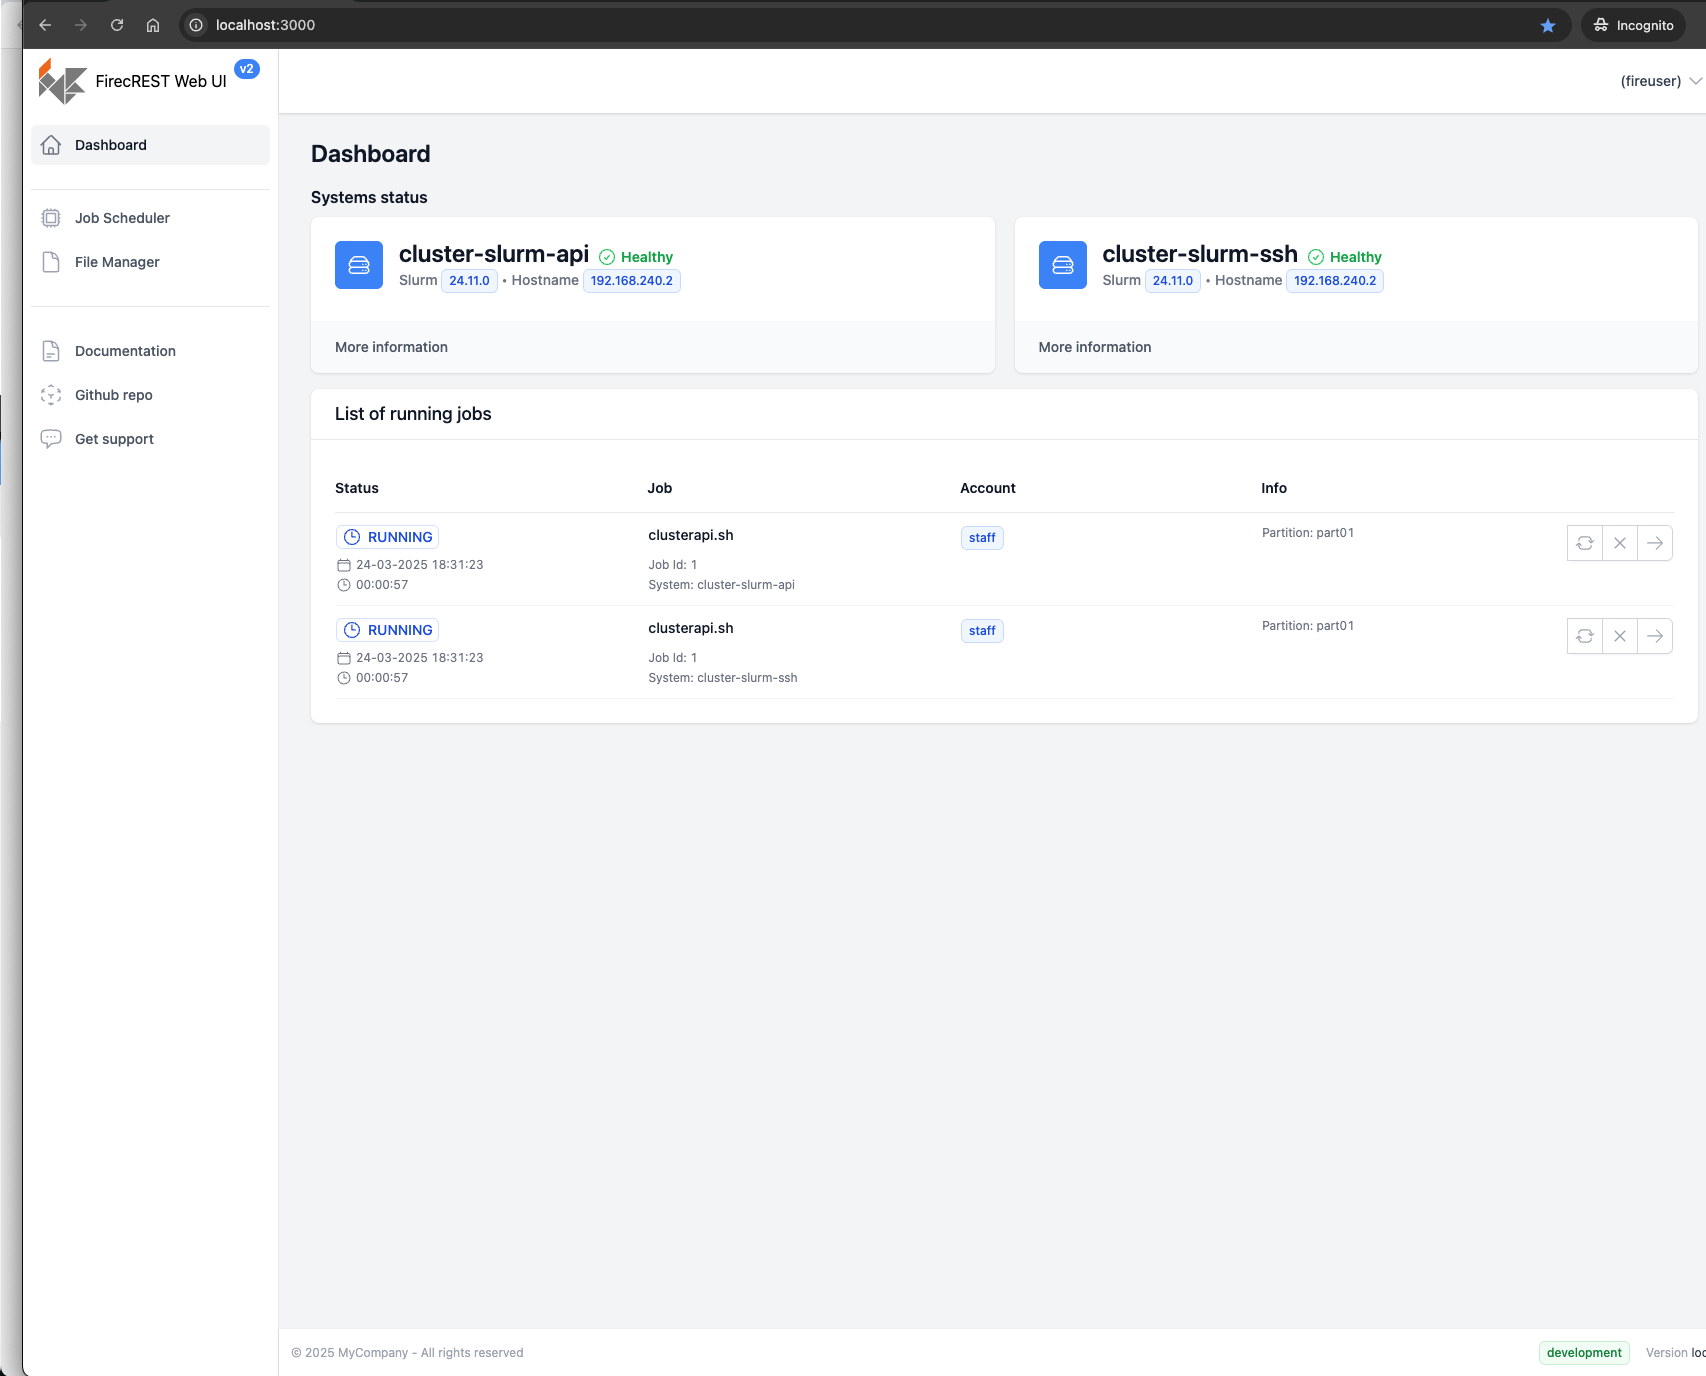 localhost:3000
Incognito
FirecREST Web UI v2
(fireuser)
Dashboard
Job Scheduler
File Manager
Documentation
Github repo
Get support
Dashboard
Systems status
cluster-slurm-api Healthy
Slurm 24.11.0 • Hostname 192.168.240.2
More information
cluster-slurm-ssh Healthy
Slurm 24.11.0 • Hostname 192.168.240.2
More information
List of running jobs
Status Job Account Info
RUNNING clusterapi.sh staff Partition: part01
24-03-2025 18:31:23 Job Id: 1
00:00:57 System: cluster-slurm-api
RUNNING clusterapi.sh staff Partition: part01
24-03-2025 18:31:23 Job Id: 1
00:00:57 System: cluster-slurm-ssh
© 2025 MyCompany - All rights reserved
development Version